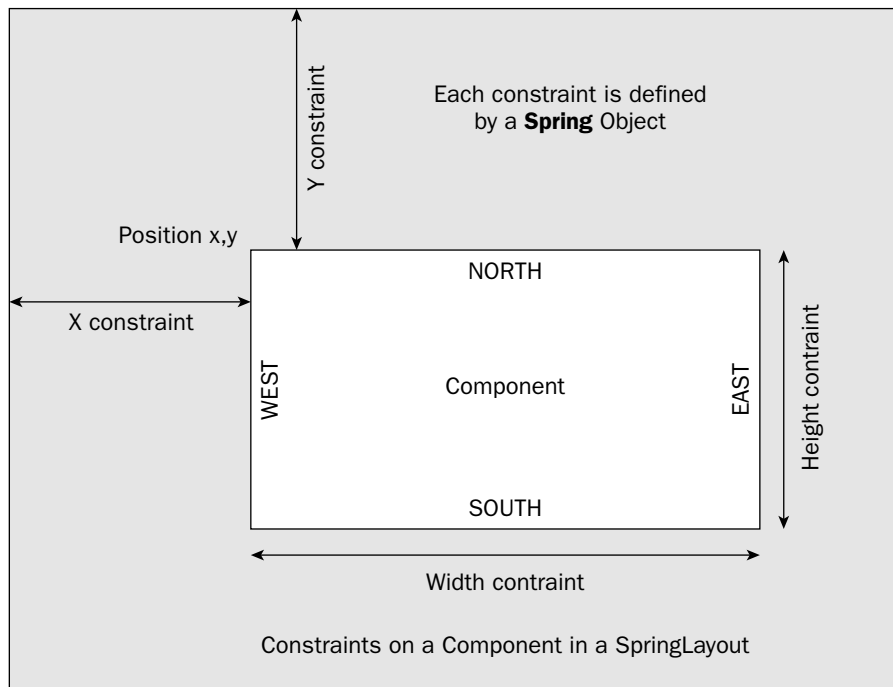 Each constraint is defined
by a Spring Object
Y constraint
Position x,y
X constraint
NORTH
WEST
Component
EAST
Height contraint
SOUTH
Width contraint
Constraints on a Component in a SpringLayout